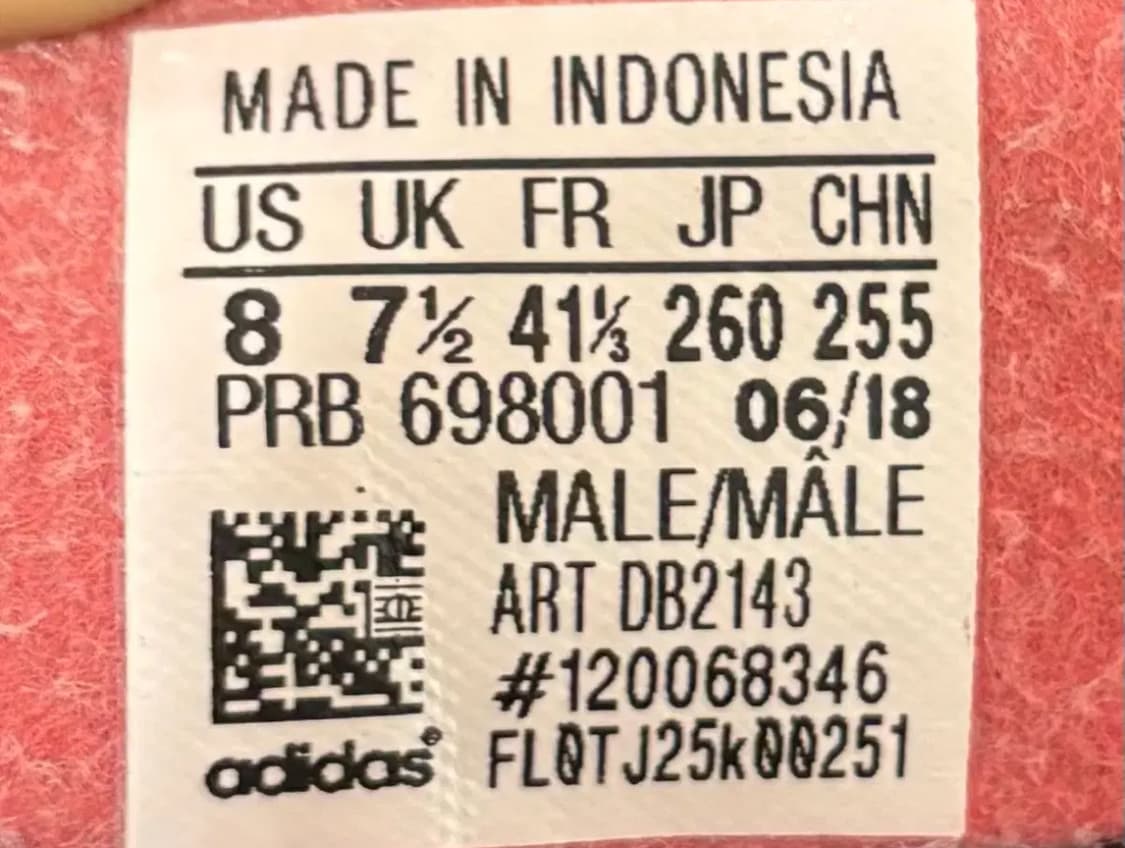 MADE IN INDONESIA
US UK FR JP CHN
8 7½ 41⅓ 260 255
PRB 698001 06/18
MALE/MÂLE
ART DB2143
#120068346
FL0TJ25k00251
adidas®